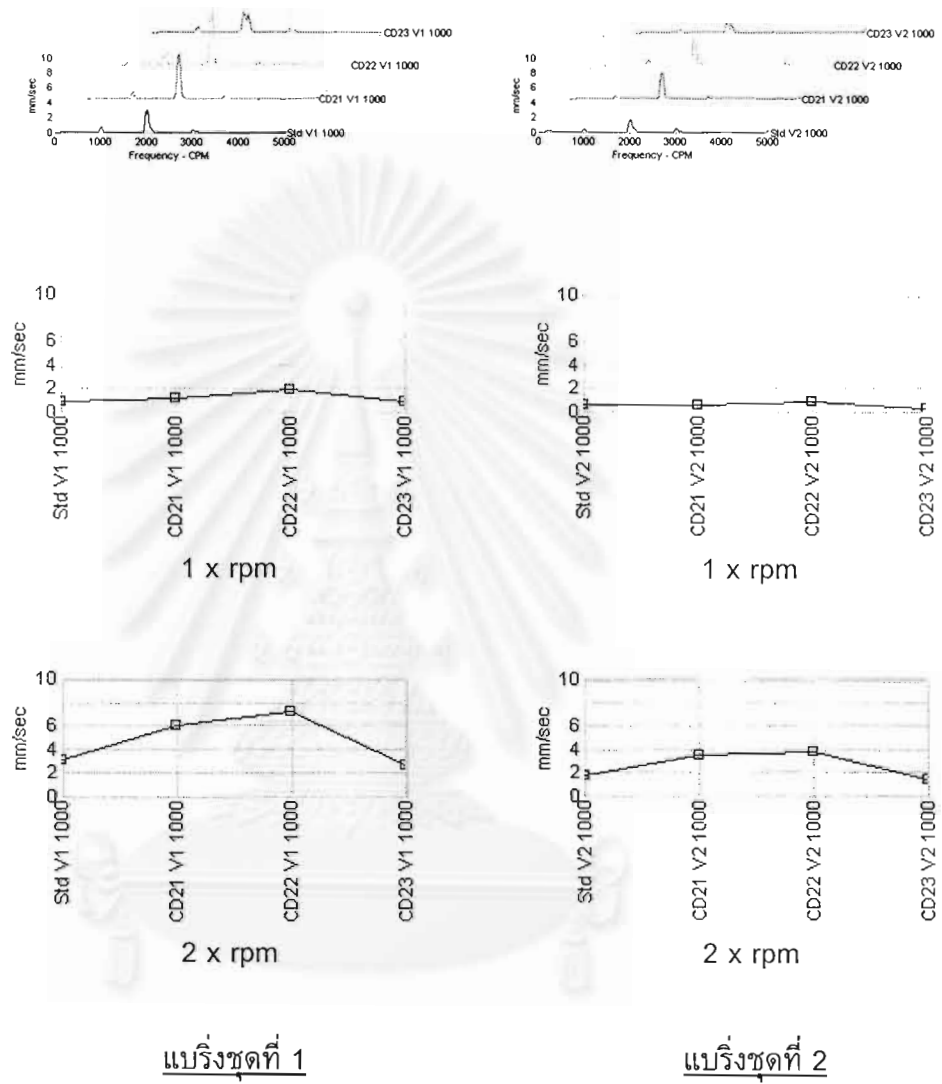 CD23 V1 1000
CD22 V1 1000
CD21 V1 1000
Std V1 1000
10
8
6
4
2
0
mm/sec
0 1000 2000 3000 4000 5000
Frequency - CPM
CD23 V2 1000
CD22 V2 1000
CD21 V2 1000
Std V2 1000
10
8
6
4
2
0
mm/sec
0 1000 2000 3000 4000 5000
Frequency - CPM
10
6
4
2
0
mm/sec
Std V1 1000
CD21 V1 1000
CD22 V1 1000
CD23 V1 1000
1 x rpm
10
6
4
2
0
mm/sec
Std V2 1000
CD21 V2 1000
CD22 V2 1000
CD23 V2 1000
1 x rpm
10
8
6
4
2
0
mm/sec
Std V1 1000
CD21 V1 1000
CD22 V1 1000
CD23 V1 1000
2 x rpm
10
8
6
4
2
0
mm/sec
Std V2 1000
CD21 V2 1000
CD22 V2 1000
CD23 V2 1000
2 x rpm
แบริ่งชุดที่ 1
แบริ่งชุดที่ 2